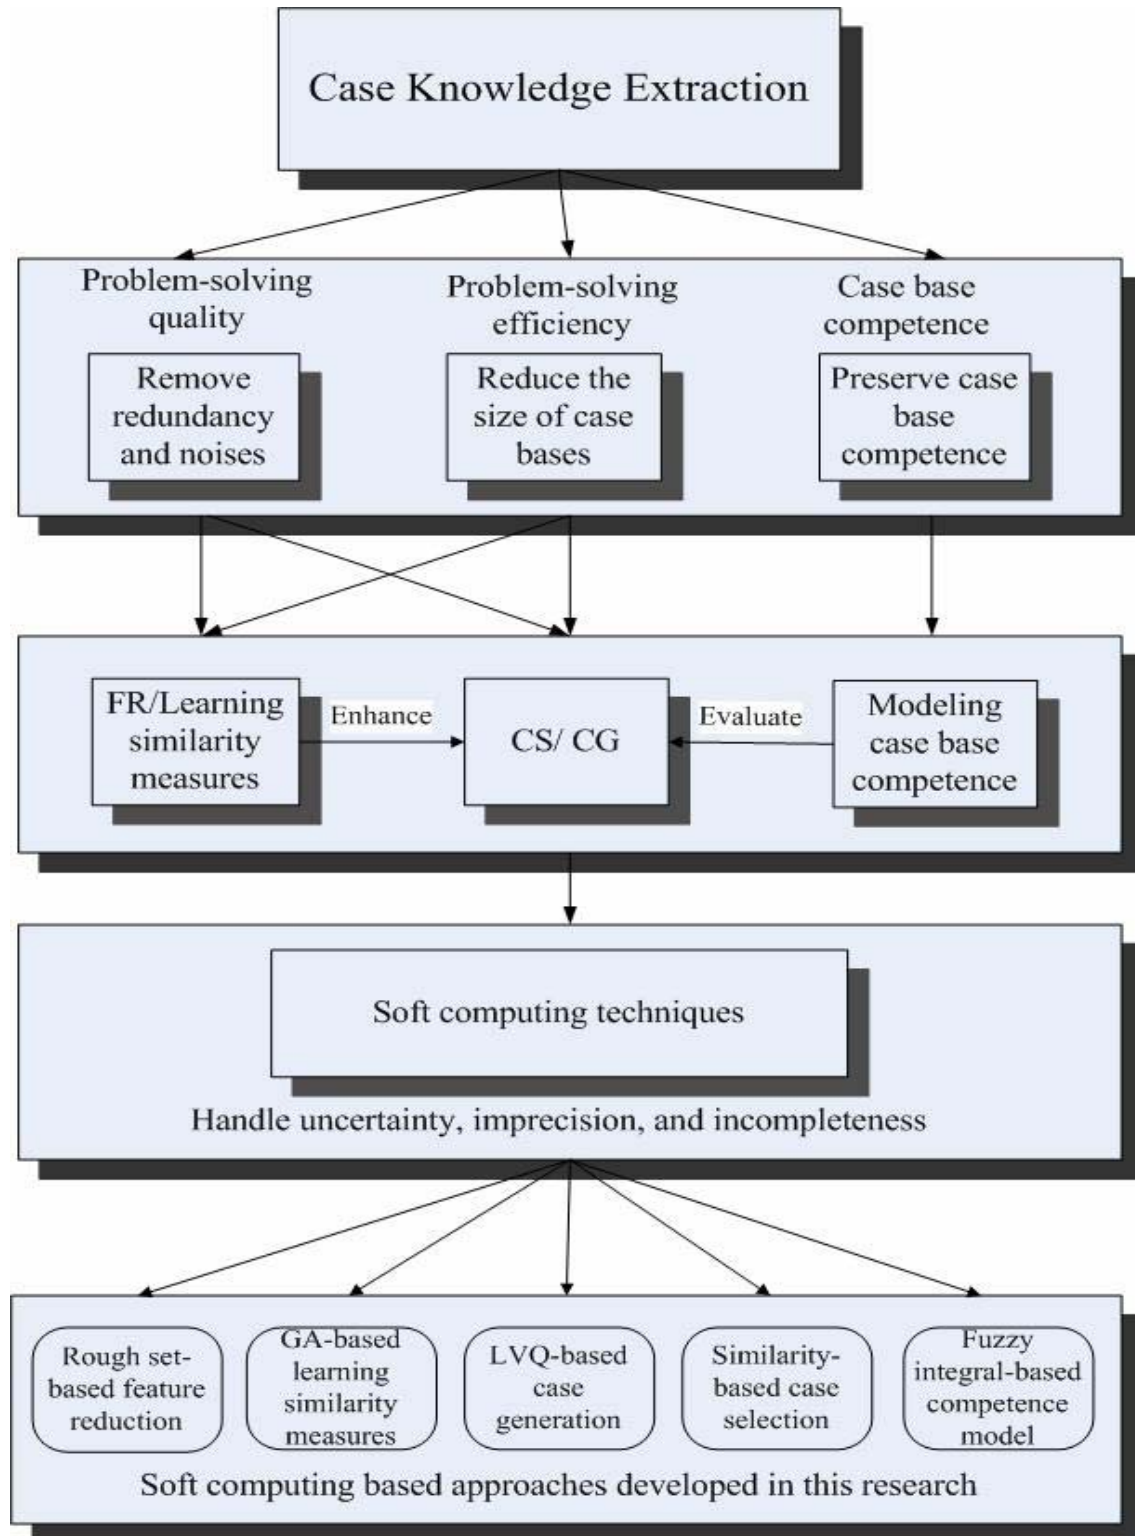 Case Knowledge Extraction
Problem-solving
quality
Problem-solving
efficiency
Case base
competence
Remove
redundancy
and noises
Reduce the
size of case
bases
Preserve case
base
competence
FR/Learning
similarity
measures
Enhance
CS/ CG
Evaluate
Modeling
case base
competence
Soft computing techniques
Handle uncertainty, imprecision, and incompleteness
Rough set-
based feature
reduction
GA-based
learning
similarity
measures
LVQ-based
case
generation
Similarity-
based case
selection
Fuzzy
integral-based
competence
model
Soft computing based approaches developed in this research